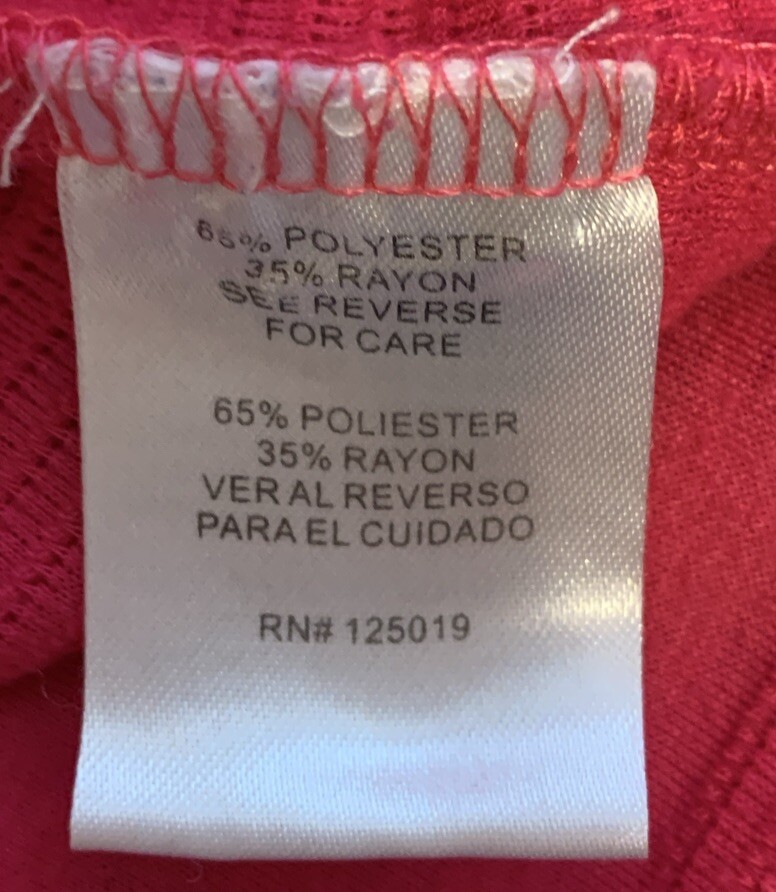 65% POLYESTER
35% RAYON
SEE REVERSE
FOR CARE
65% POLIESTER
35% RAYON
VER AL REVERSO
PARA EL CUIDADO
RN# 125019